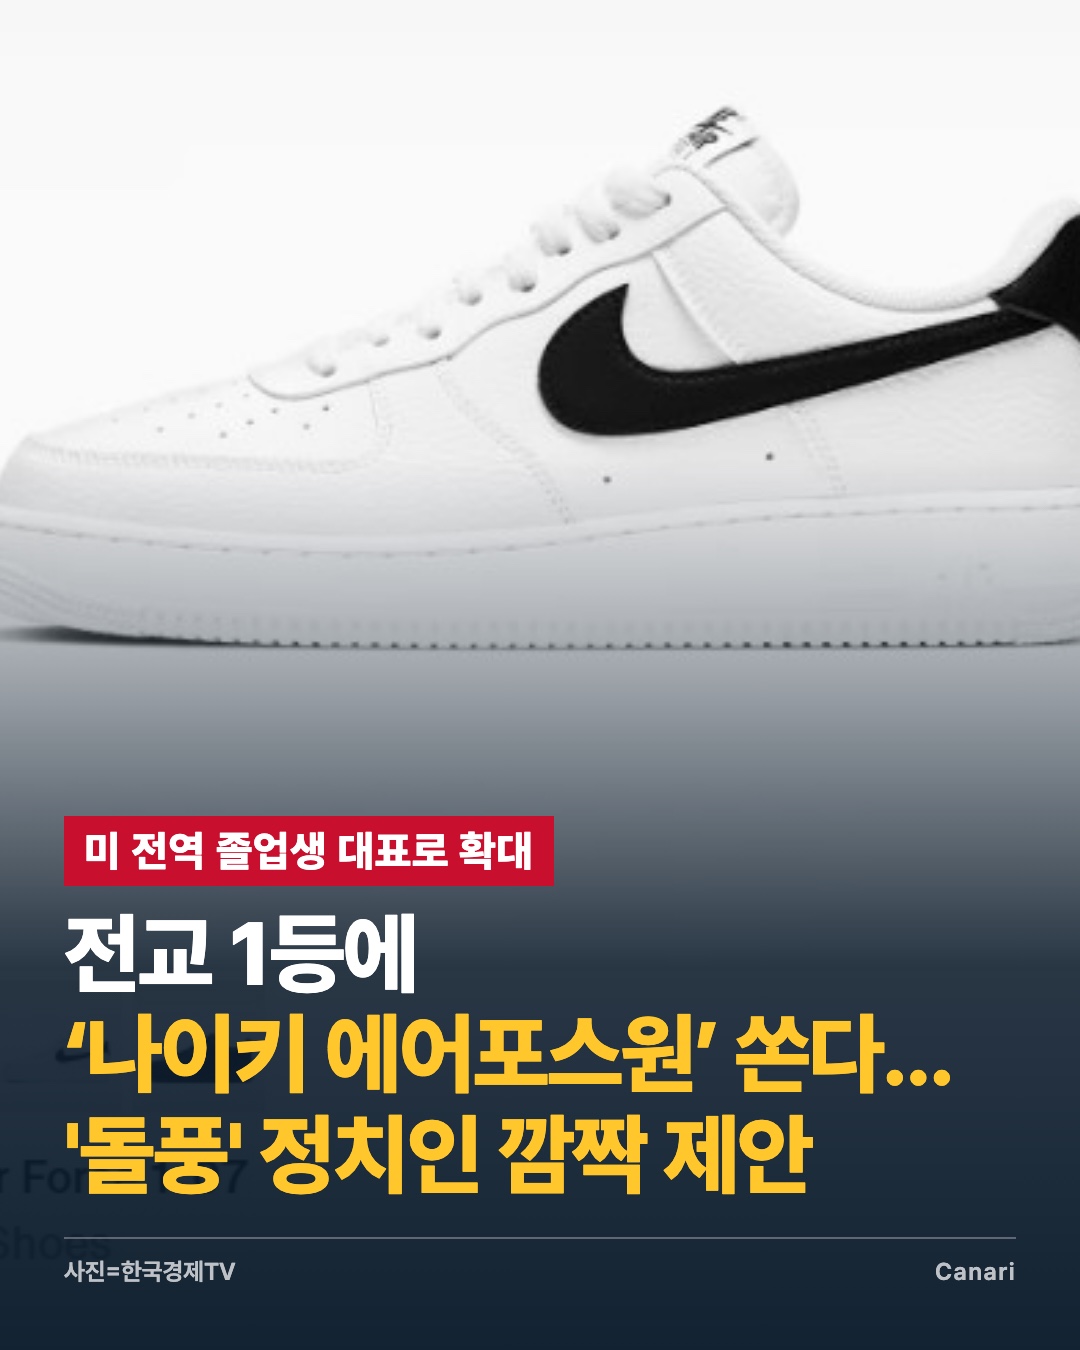 미 전역 졸업생 대표로 확대
전교 1등에
‘나이키 에어포스원’ 쏜다...
'돌풍' 정치인 깜짝 제안
Shoes
사진=한국경제TV
Canari